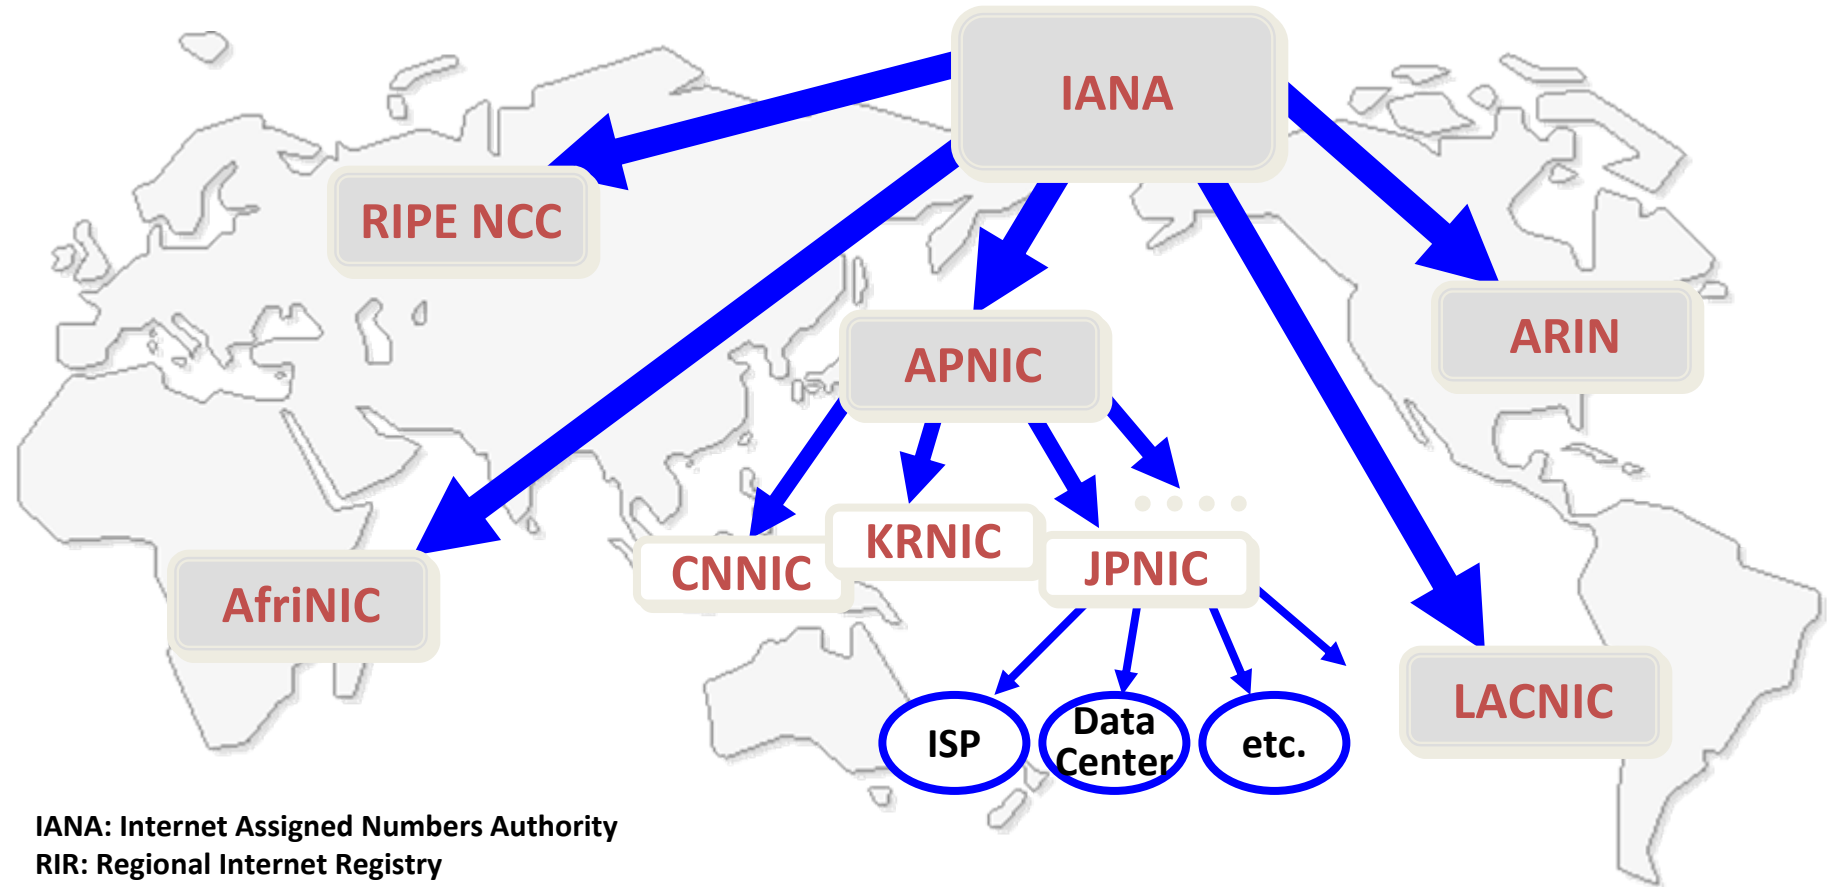 IANA
RIPE NCC
ARIN
APNIC
KRNIC
CNNIC
JPNIC
AfriNIC
LACNIC
ISP
Data
Center
etc.
IANA: Internet Assigned Numbers Authority
RIR: Regional Internet Registry